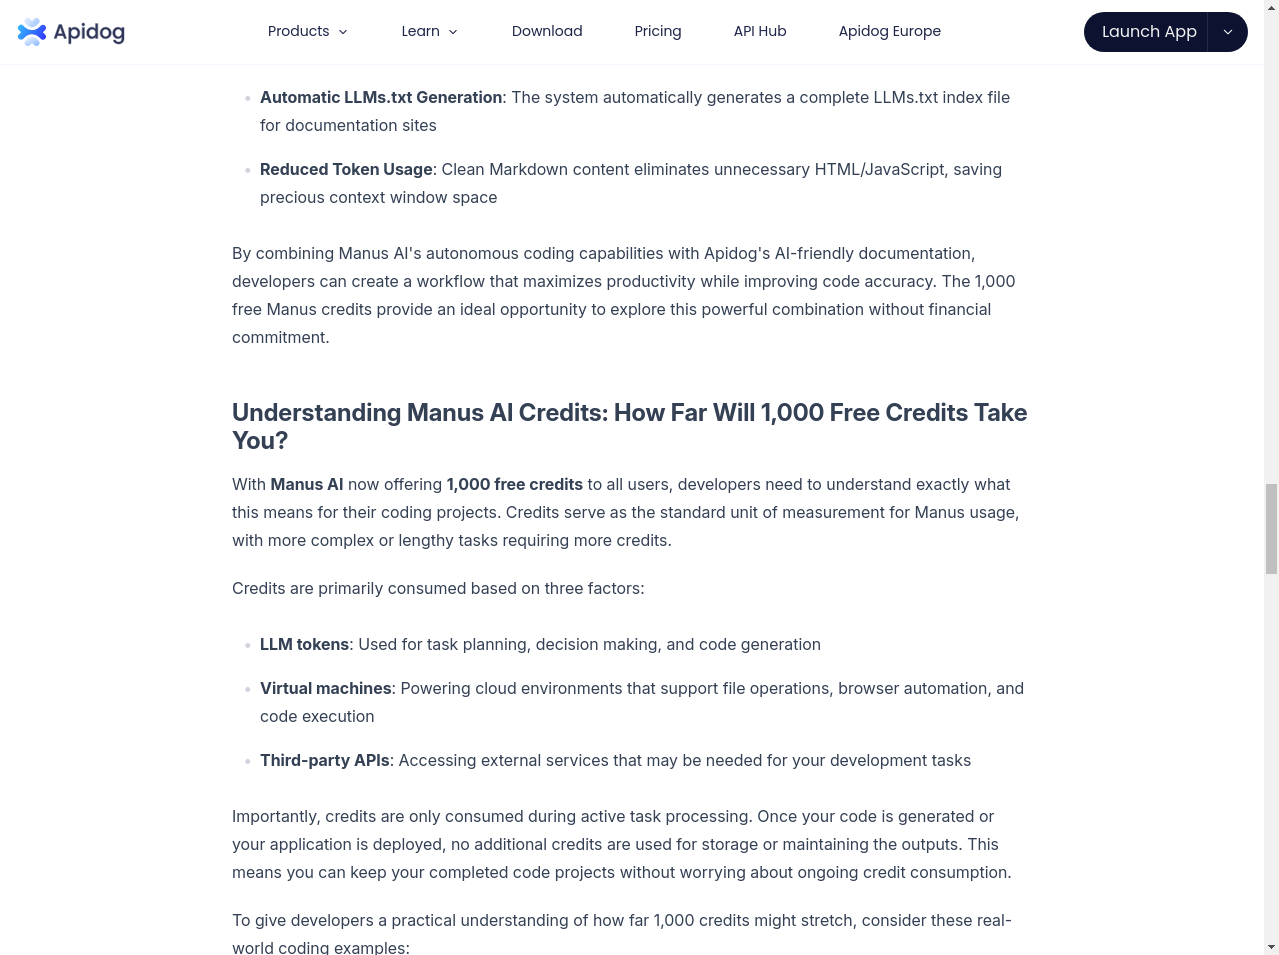 Apidog
Products
Learn
Download
Pricing
API Hub
Apidog Europe
Launch App
Automatic LLMs.txt Generation: The system automatically generates a complete LLMs.txt index file
for documentation sites
Reduced Token Usage: Clean Markdown content eliminates unnecessary HTML/JavaScript, saving
precious context window space
By combining Manus AI's autonomous coding capabilities with Apidog's AI-friendly documentation,
developers can create a workflow that maximizes productivity while improving code accuracy. The 1,000
free Manus credits provide an ideal opportunity to explore this powerful combination without financial
commitment.
Understanding Manus AI Credits: How Far Will 1,000 Free Credits Take
You?
With Manus AI now offering 1,000 free credits to all users, developers need to understand exactly what
this means for their coding projects. Credits serve as the standard unit of measurement for Manus usage,
with more complex or lengthy tasks requiring more credits.
Credits are primarily consumed based on three factors:
LLM tokens: Used for task planning, decision making, and code generation
Virtual machines: Powering cloud environments that support file operations, browser automation, and
code execution
Third-party APIs: Accessing external services that may be needed for your development tasks
Importantly, credits are only consumed during active task processing. Once your code is generated or
your application is deployed, no additional credits are used for storage or maintaining the outputs. This
means you can keep your completed code projects without worrying about ongoing credit consumption.
To give developers a practical understanding of how far 1,000 credits might stretch, consider these real-
world coding examples: